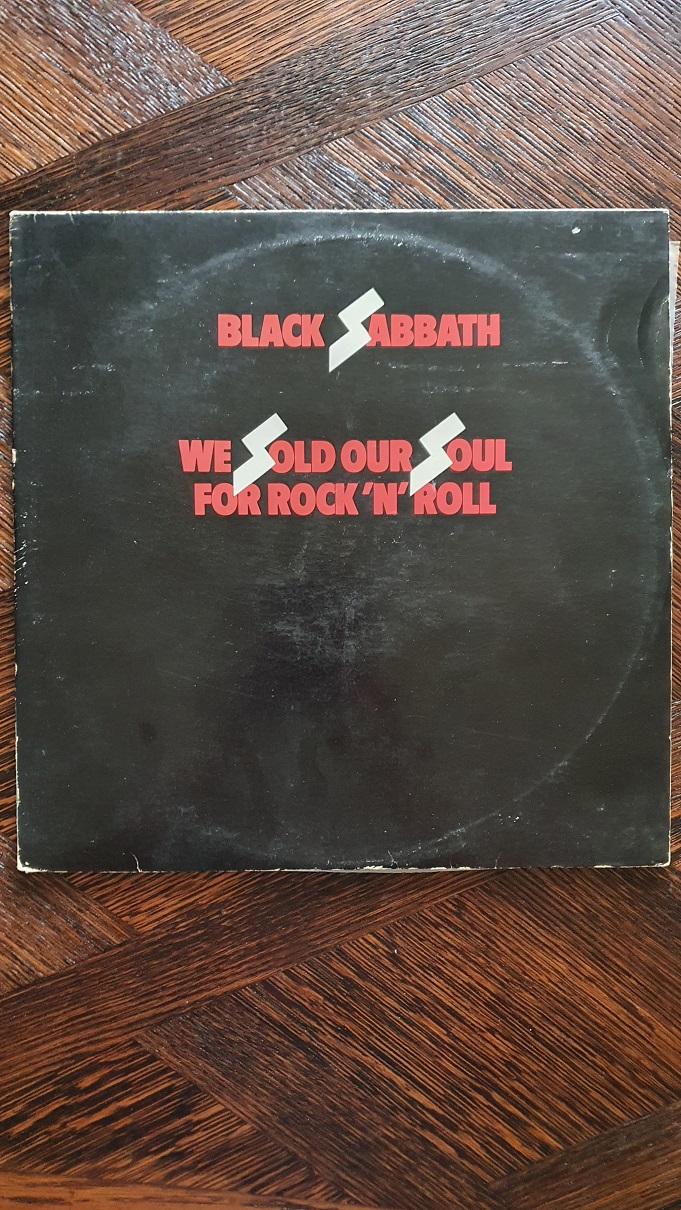 BLACK SABBATH
WE SOLD OUR SOUL
FOR ROCK 'N' ROLL